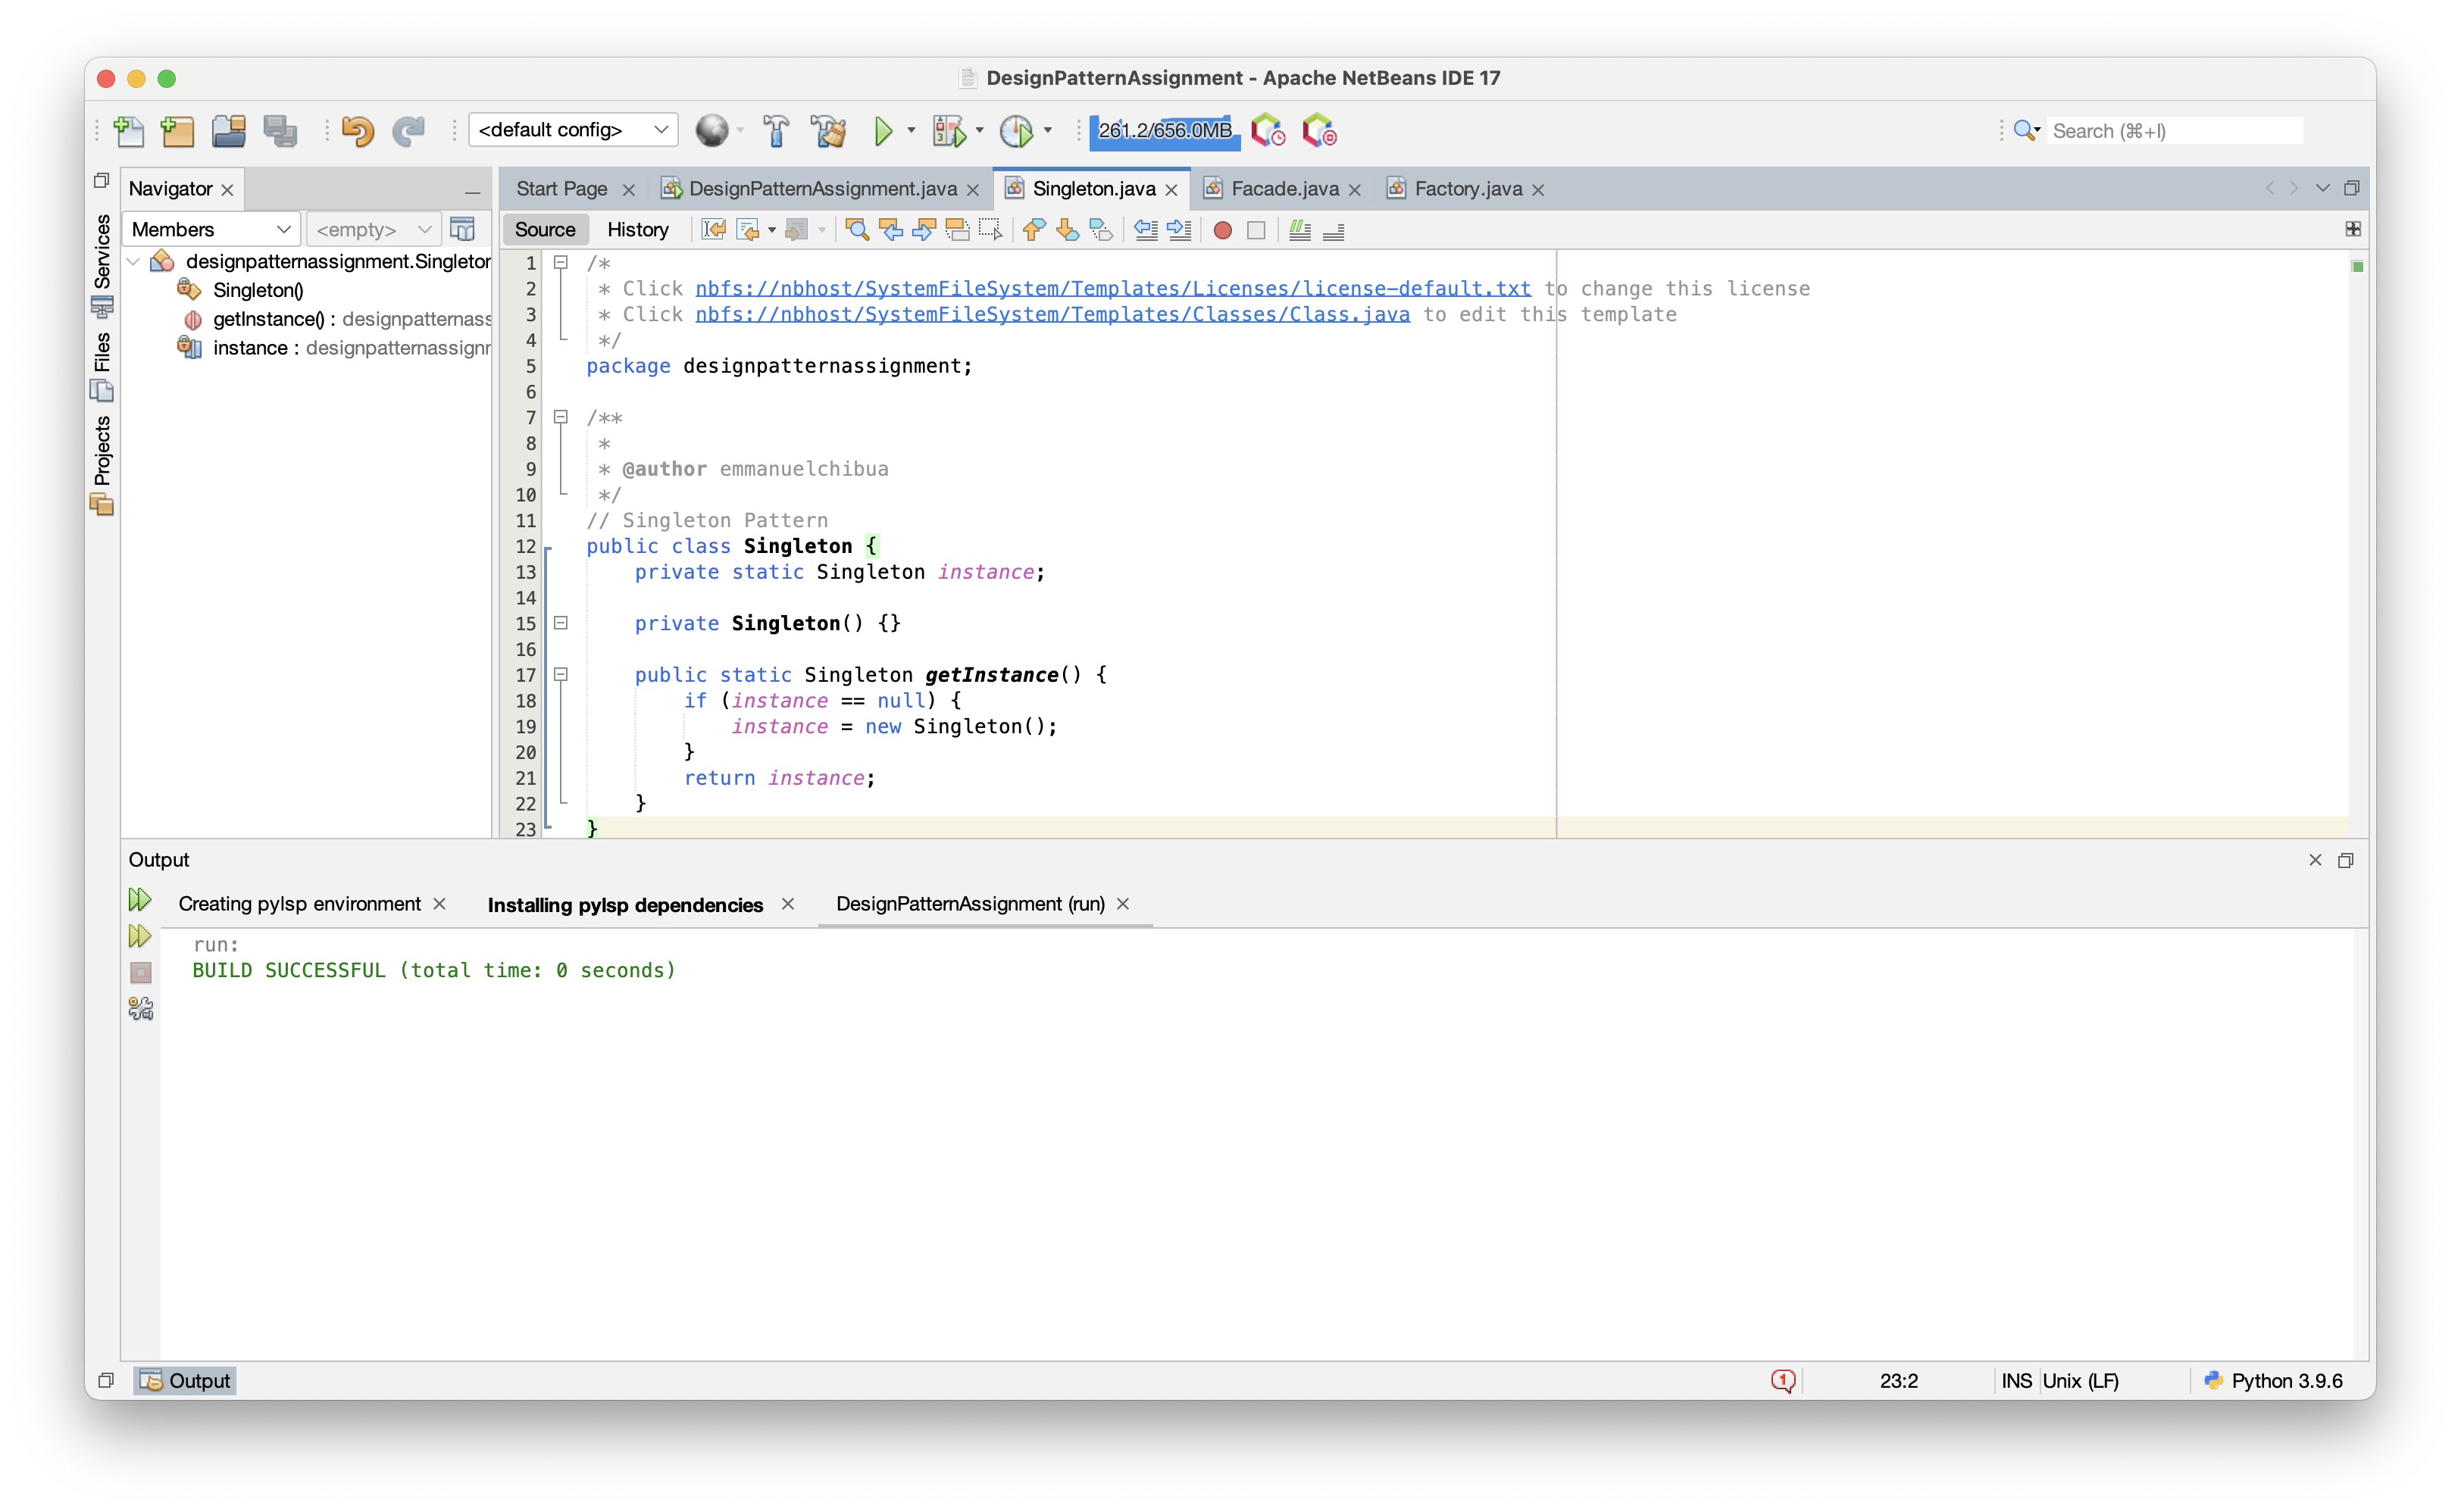 DesignPatternAssignment - Apache NetBeans IDE 17
<default config>
261.2/656.0MB
Search (⌘+I)
Services
Files
Projects
Navigator
Members
<empty>
designpatternassignment.Singleton
Singleton()
getInstance() : designpatternass
instance : designpatternassignr
Start Page
DesignPatternAssignment.java
Singleton.java
Facade.java
Factory.java
Source
History
1 /*
2 * Click nbfs://nbhost/SystemFileSystem/Templates/Licenses/license-default.txt to change this license
3 * Click nbfs://nbhost/SystemFileSystem/Templates/Classes/Class.java to edit this template
4 */
5 package designpatternassignment;
6
7 /**
8 *
9 * @author emmanuelchibua
10 */
11 // Singleton Pattern
12 public class Singleton {
13 private static Singleton instance;
14
15 private Singleton() {}
16
17 public static Singleton getInstance() {
18 if (instance == null) {
19 instance = new Singleton();
20 }
21 return instance;
22 }
23 }
Output
Creating pylsp environment
Installing pylsp dependencies
DesignPatternAssignment (run)
run:
BUILD SUCCESSFUL (total time: 0 seconds)
Output
1
23:2
INS
Unix (LF)
Python 3.9.6